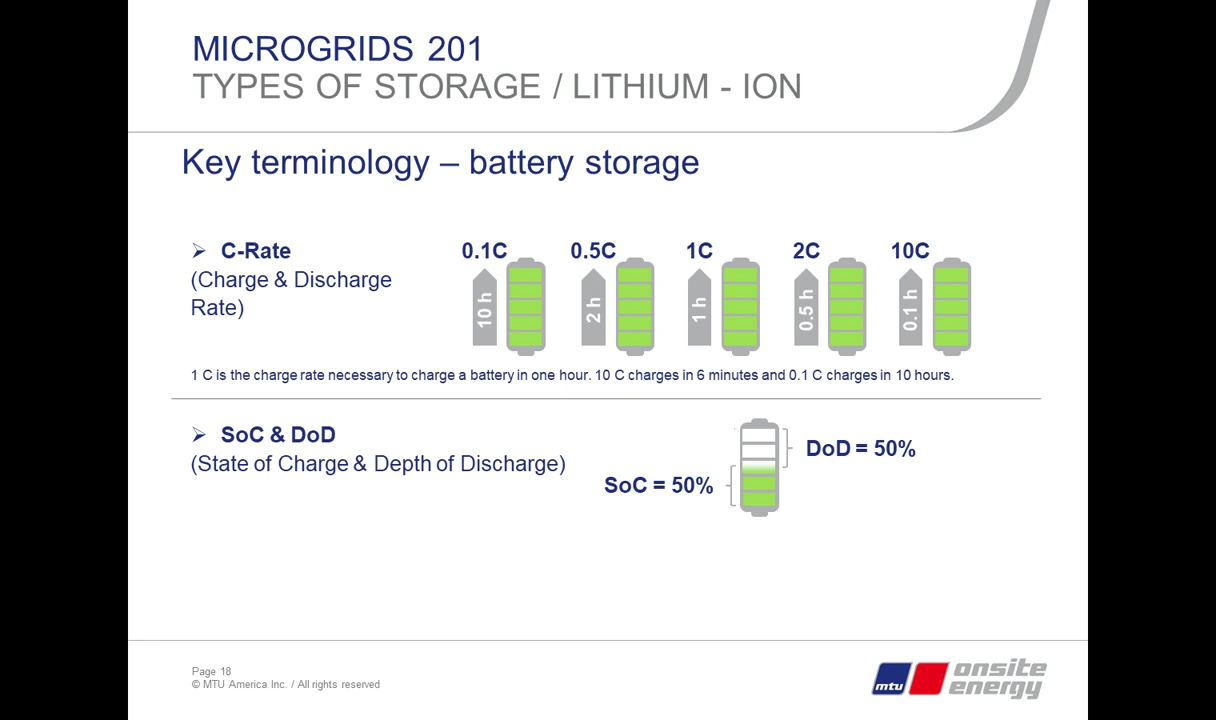 MICROGRIDS 201
TYPES OF STORAGE / LITHIUM - ION
Key terminology – battery storage
➢ C-Rate
(Charge & Discharge
Rate)
0.1C 0.5C 1C 2C 10C
10 h 2 h 1 h 0.5 h 0.1 h
1 C is the charge rate necessary to charge a battery in one hour. 10 C charges in 6 minutes and 0.1 C charges in 10 hours.
➢ SoC & DoD
(State of Charge & Depth of Discharge)
DoD = 50%
SoC = 50%
Page 18
© MTU America Inc. / All rights reserved
mtu
onsite
energy